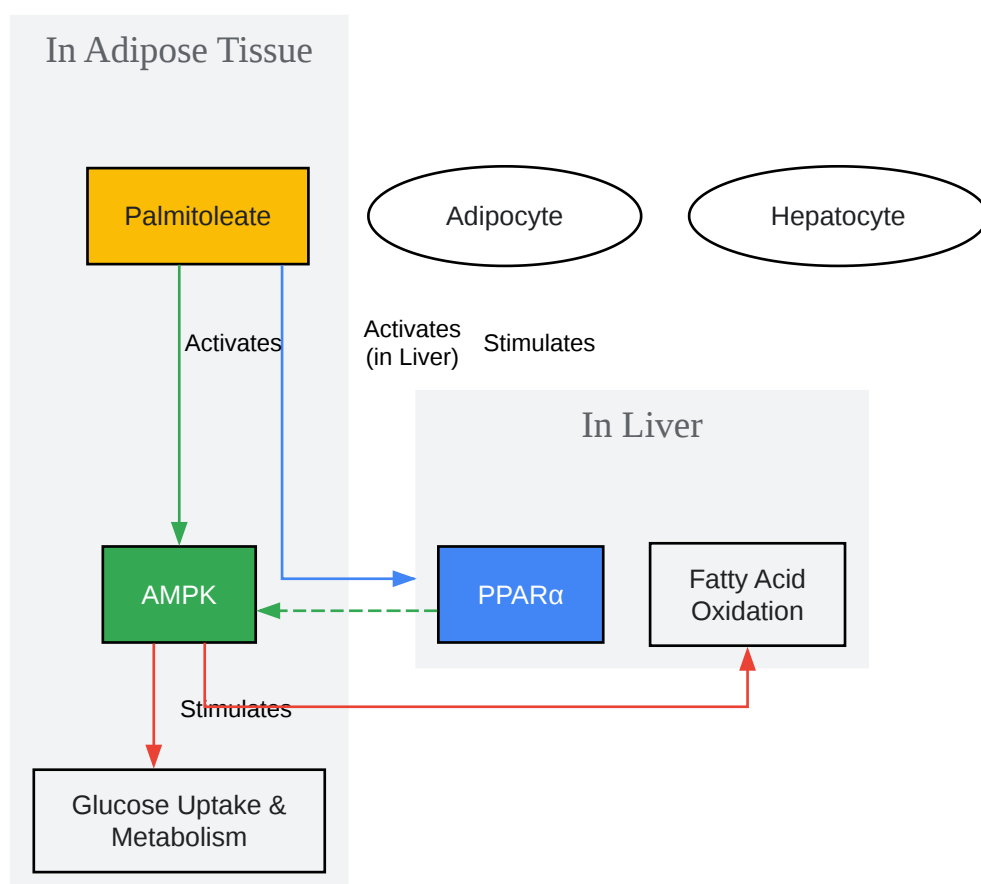 In Adipose Tissue
Palmitoleate
Adipocyte
Hepatocyte
Activates
Activates
(in Liver)
Stimulates
In Liver
AMPK
PPARα
Fatty Acid
Oxidation
Stimulates
Glucose Uptake &
Metabolism